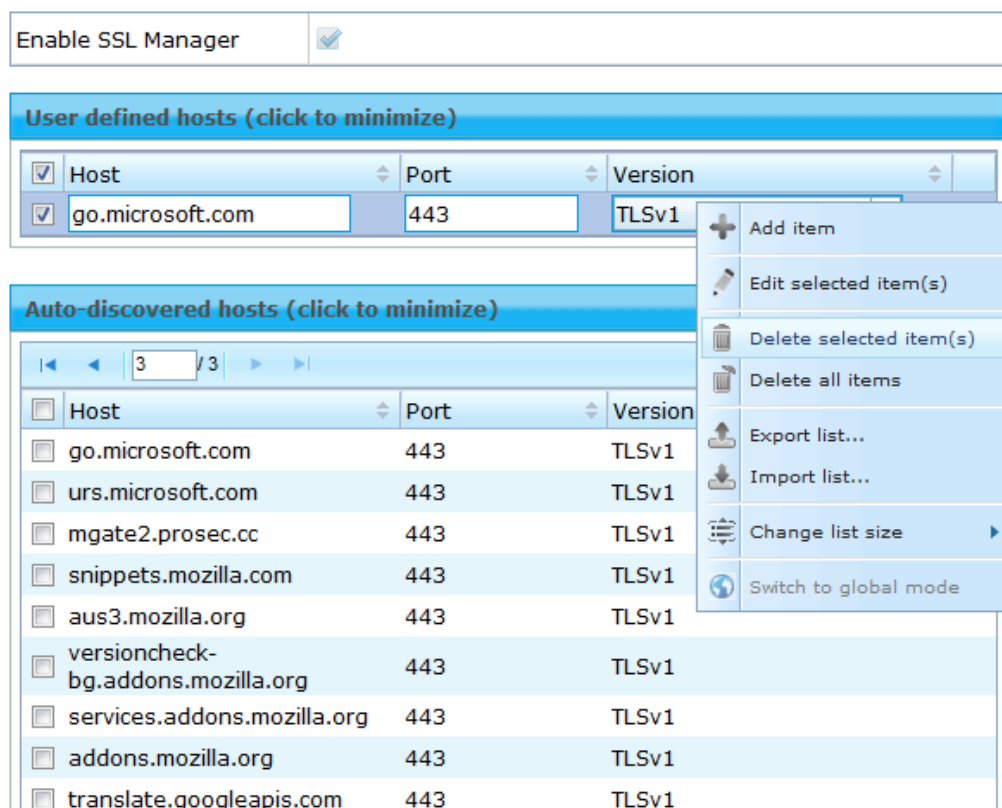 Enable SSL Manager
User defined hosts (click to minimize)
Host Port Version
go.microsoft.com 443 TLSv1
Add item
Edit selected item(s)
Delete selected item(s)
Delete all items
Export list...
Import list...
Change list size
Switch to global mode
Auto-discovered hosts (click to minimize)
3 / 3
Host Port Version
go.microsoft.com 443 TLSv1
urs.microsoft.com 443 TLSv1
mgate2.prosec.cc 443 TLSv1
snippets.mozilla.com 443 TLSv1
aus3.mozilla.org 443 TLSv1
versioncheck-
bg.addons.mozilla.org 443 TLSv1
services.addons.mozilla.org 443 TLSv1
addons.mozilla.org 443 TLSv1
translate.googleapis.com 443 TLSv1